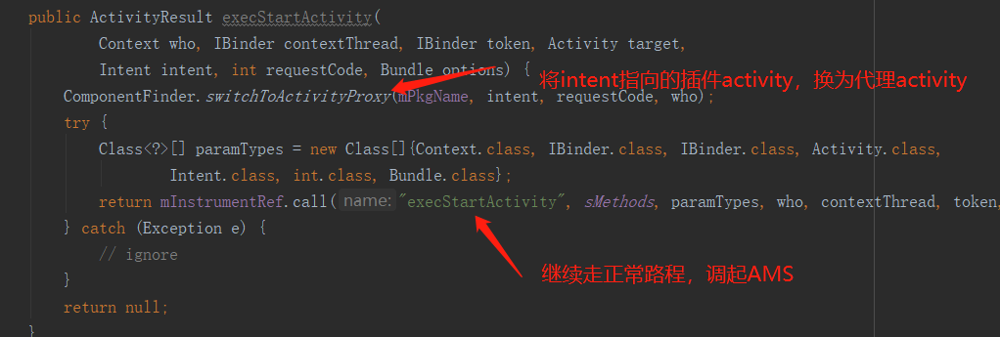 public ActivityResult execStartActivity(
Context who, IBinder contextThread, IBinder token, Activity target,
Intent intent, int requestCode, Bundle options) {
将intent指向的插件activity，换为代理activity
ComponentFinder.switchToActivityProxy(mPkgName, intent, requestCode, who);
try {
Class<?>[] paramTypes = new Class[]{Context.class, IBinder.class, IBinder.class, Activity.class,
Intent.class, int.class, Bundle.class};
return mInstrumentRef.call( name: "execStartActivity", sMethods, paramTypes, who, contextThread, token,
} catch (Exception e) {
// ignore
继续走正常路程，调起AMS
}
return null;
}